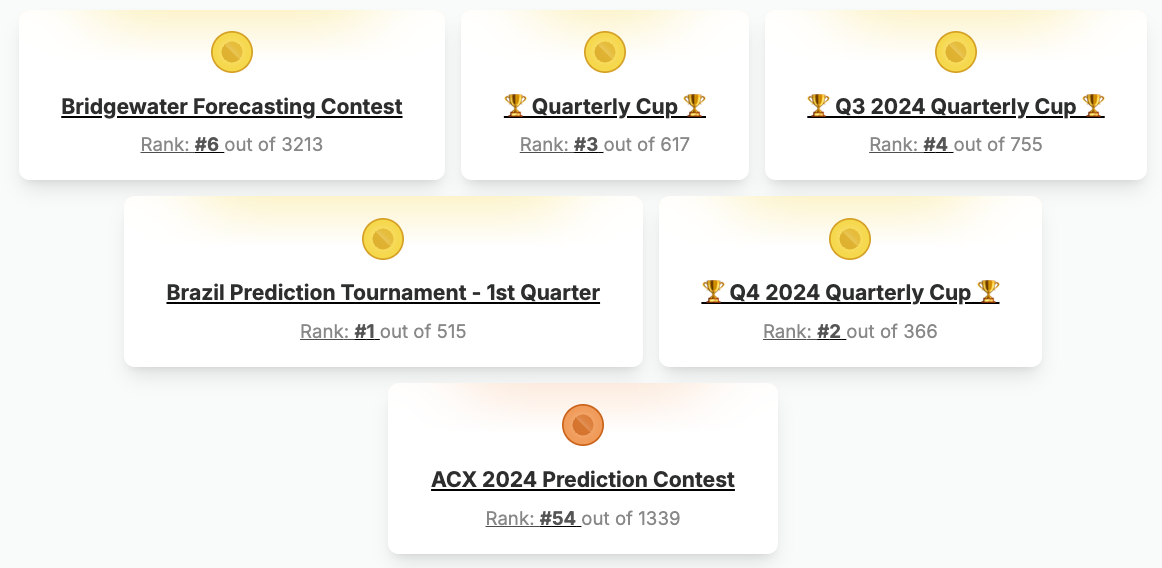 Bridgewater Forecasting Contest
Rank: #6 out of 3213
🏆 Quarterly Cup 🏆
Rank: #3 out of 617
🏆 Q3 2024 Quarterly Cup 🏆
Rank: #4 out of 755
Brazil Prediction Tournament - 1st Quarter
Rank: #1 out of 515
🏆 Q4 2024 Quarterly Cup 🏆
Rank: #2 out of 366
ACX 2024 Prediction Contest
Rank: #54 out of 1339